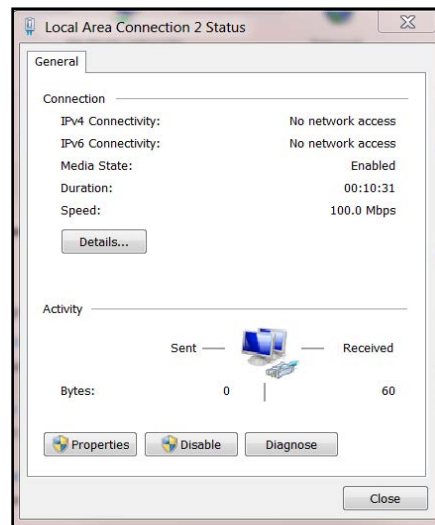 Local Area Connection 2 Status
General
Connection
IPv4 Connectivity: No network access
IPv6 Connectivity: No network access
Media State: Enabled
Duration: 00:10:31
Speed: 100.0 Mbps
Details...
Activity
Sent Received
Bytes: 0 60
Properties Disable Diagnose
Close